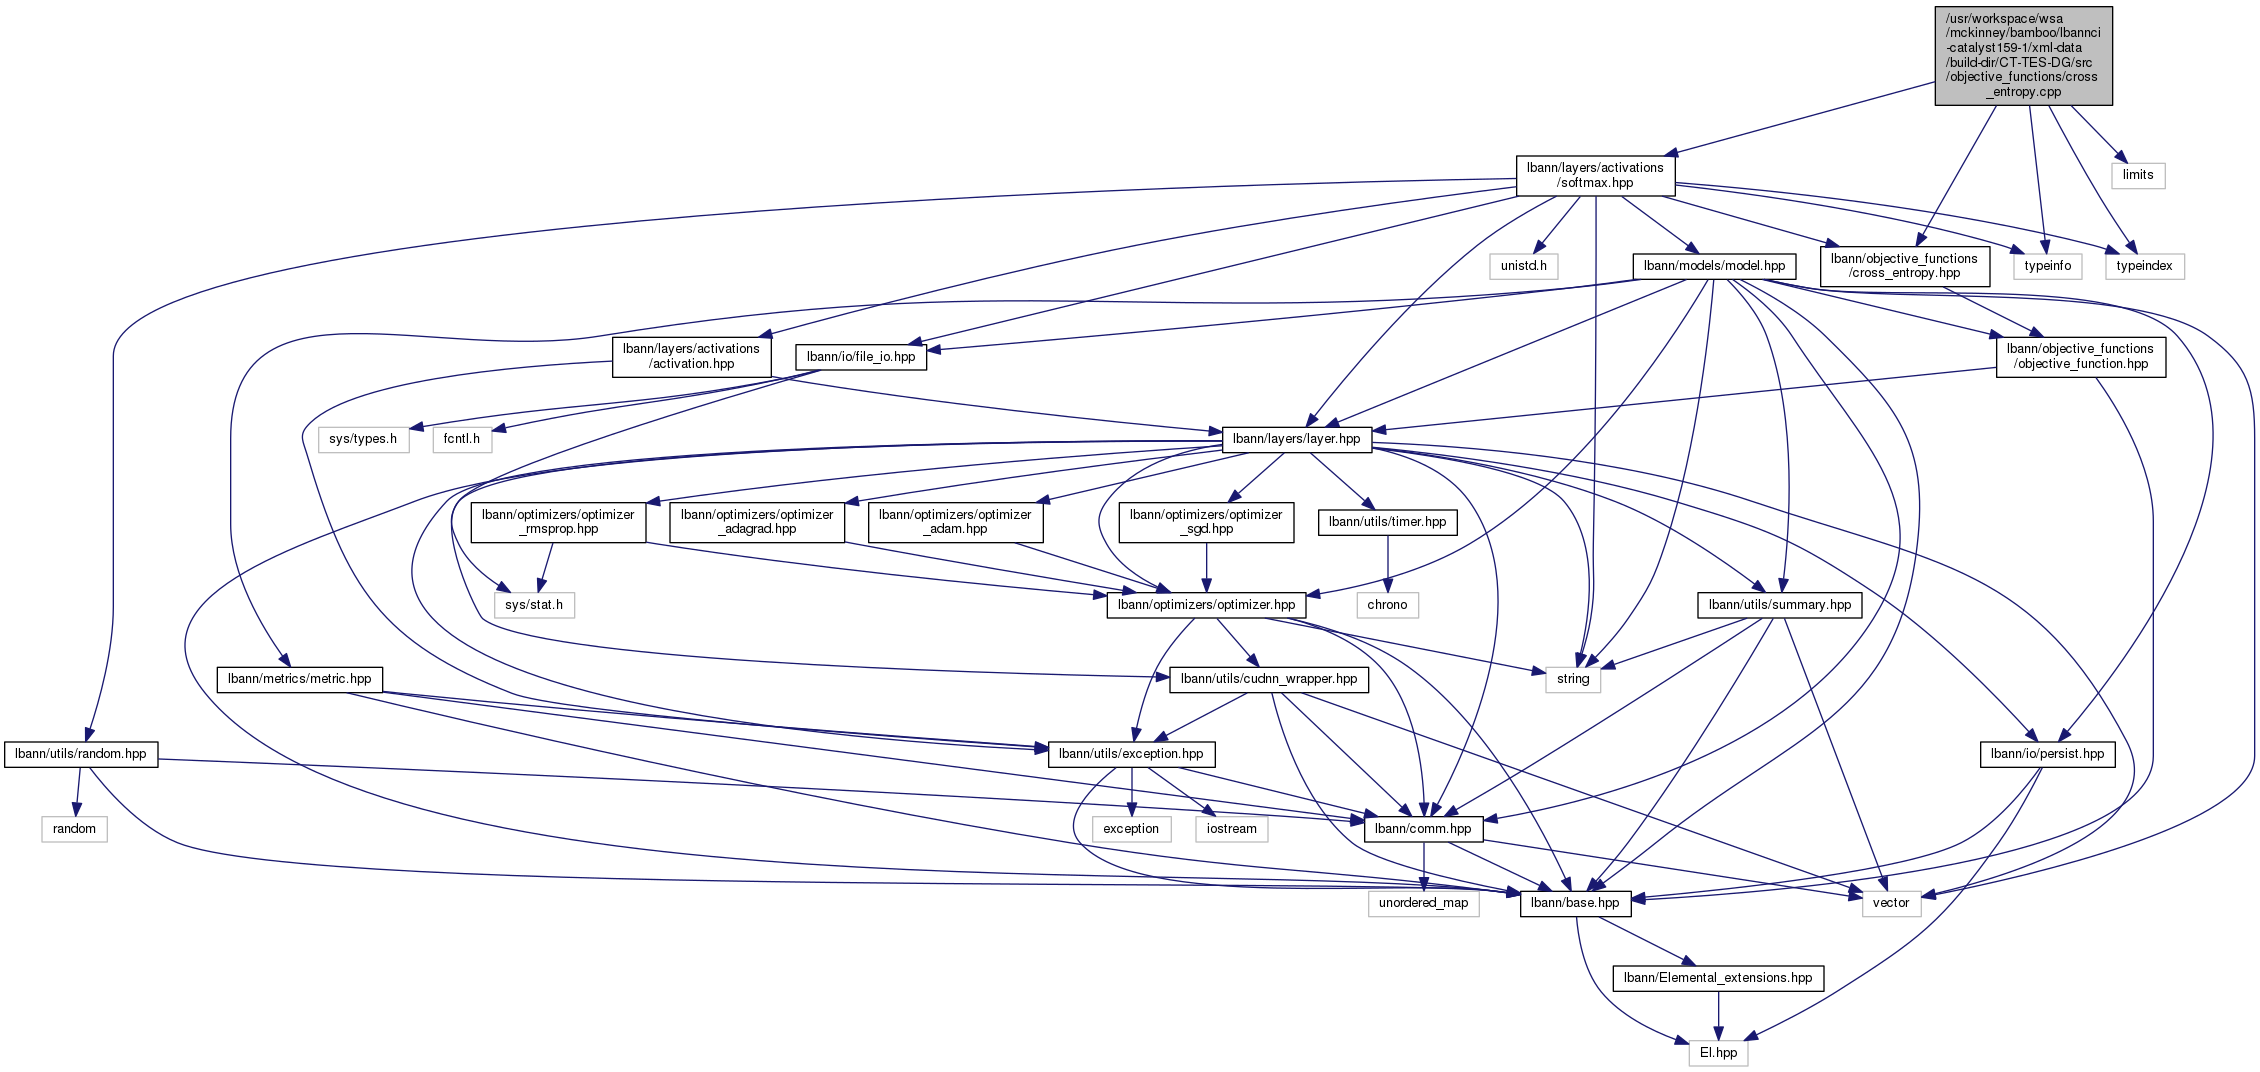 /usr/workspace/wsa
/mckinney/bamboo/lbannci
-catalyst159-1/xml-data
/build-dir/CT-TES-DG/src
/objective_functions/cross
_entropy.cpp
lbann/layers/activations
/softmax.hpp
limits
unistd.h
lbann/models/model.hpp
lbann/objective_functions
/cross_entropy.hpp
typeinfo
typeindex
lbann/layers/activations
/activation.hpp
lbann/io/file_io.hpp
lbann/objective_functions
/objective_function.hpp
sys/types.h
fcntl.h
lbann/layers/layer.hpp
lbann/optimizers/optimizer
_rmsprop.hpp
lbann/optimizers/optimizer
_adagrad.hpp
lbann/optimizers/optimizer
_adam.hpp
lbann/optimizers/optimizer
_sgd.hpp
lbann/utils/timer.hpp
sys/stat.h
lbann/optimizers/optimizer.hpp
chrono
lbann/utils/summary.hpp
lbann/metrics/metric.hpp
lbann/utils/cudnn_wrapper.hpp
string
lbann/utils/random.hpp
lbann/utils/exception.hpp
lbann/io/persist.hpp
random
exception
iostream
lbann/comm.hpp
unordered_map
lbann/base.hpp
vector
lbann/Elemental_extensions.hpp
El.hpp